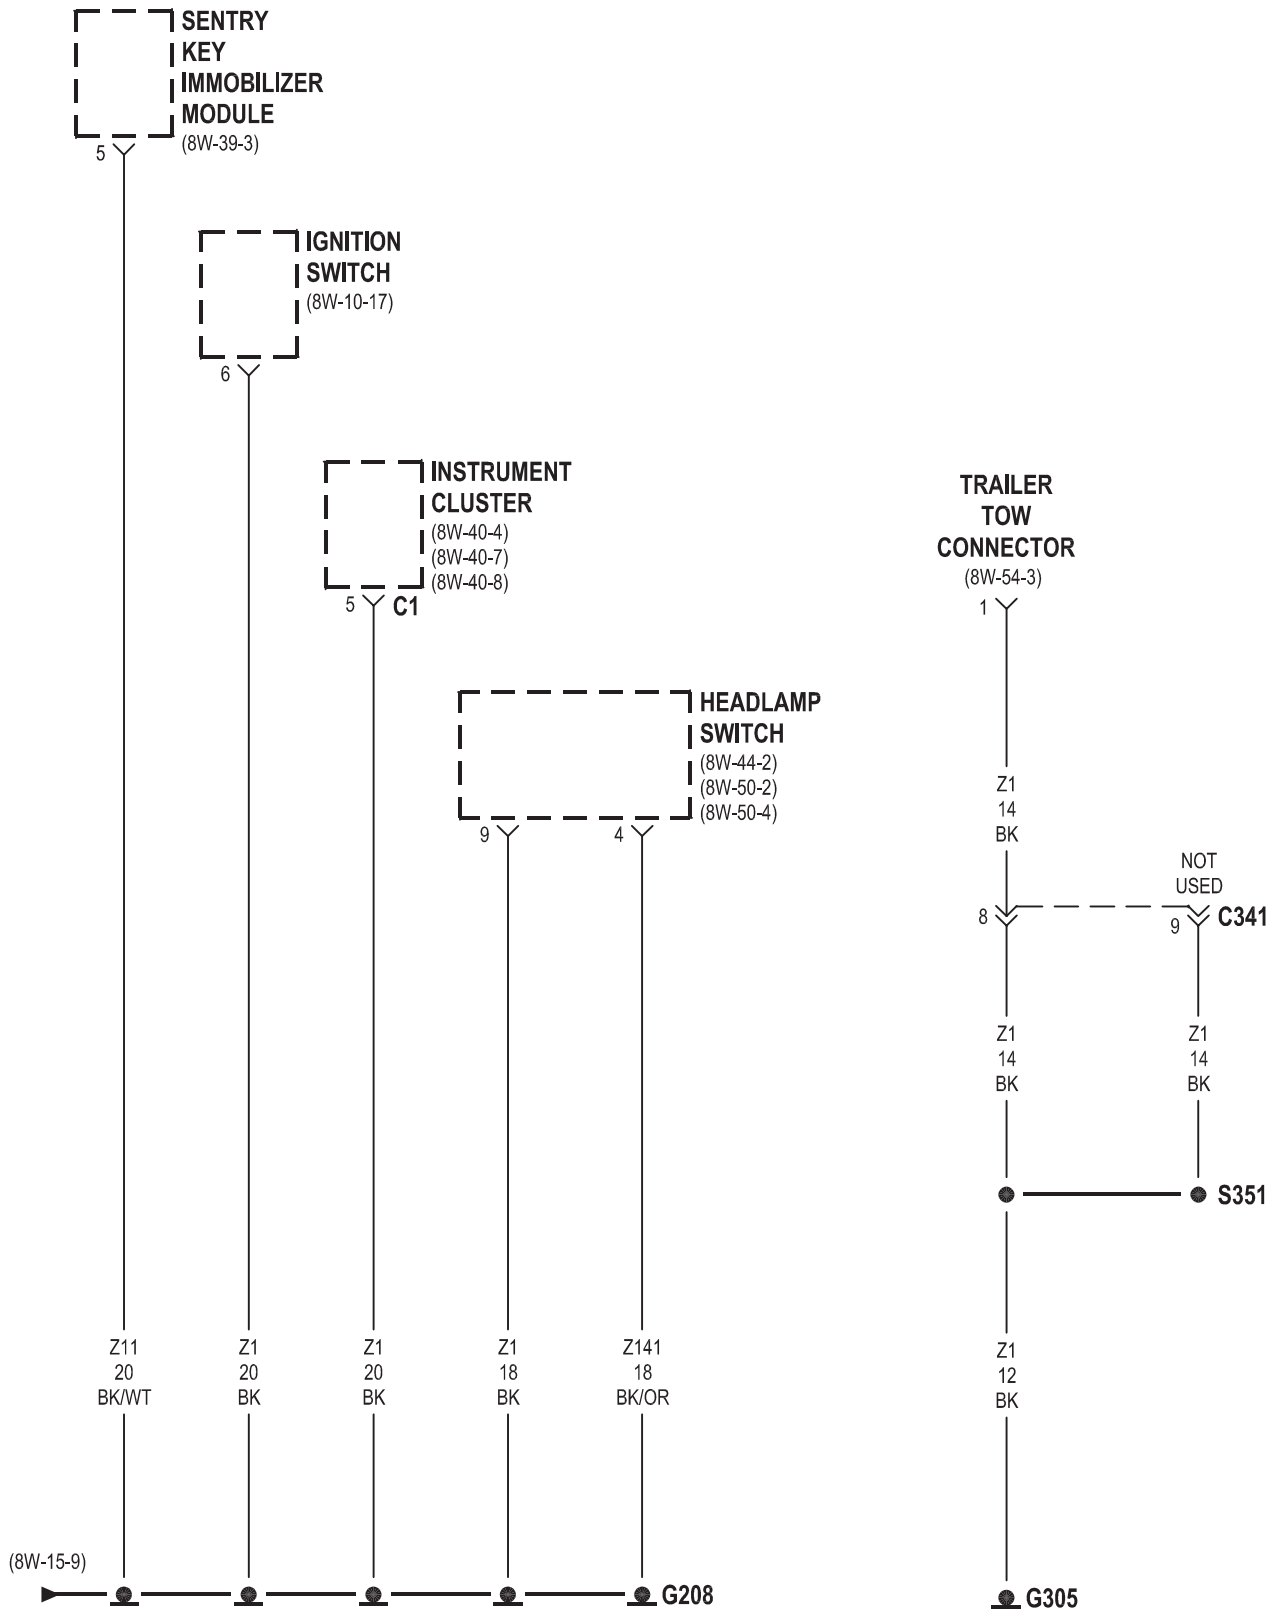 SENTRY
KEY
IMMOBILIZER
MODULE
(8W-39-3)
5
IGNITION
SWITCH
(8W-10-17)
6
INSTRUMENT
CLUSTER
(8W-40-4)
(8W-40-7)
(8W-40-8)
5
C1
HEADLAMP
SWITCH
(8W-44-2)
(8W-50-2)
(8W-50-4)
9
4
TRAILER
TOW
CONNECTOR
(8W-54-3)
1
Z1
14
BK
NOT
USED
8
9
C341
Z1
14
BK
Z1
14
BK
S351
Z11
20
BK/WT
Z1
20
BK
Z1
20
BK
Z1
18
BK
Z141
18
BK/OR
Z1
12
BK
(8W-15-9)
G208
G305